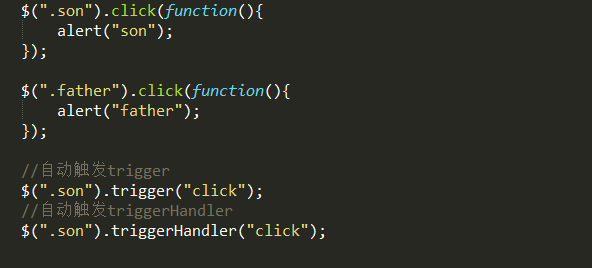 $(".son").click(function(){
alert("son");
});
$(".father").click(function(){
alert("father");
});
//自动触发trigger
$(".son").trigger("click");
//自动触发triggerHandler
$(".son").triggerHandler("click");